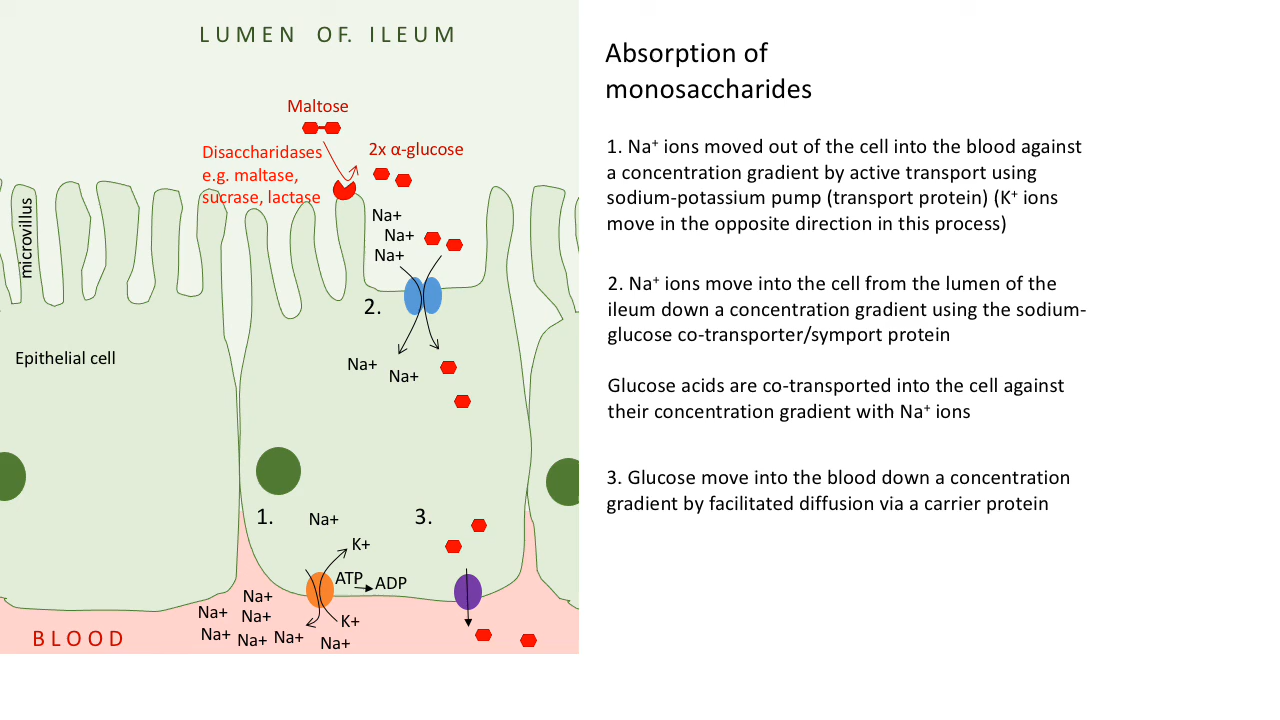 LUMEN OF. ILEUM
Maltose
Disaccharidases
e.g. maltase,
sucrase, lactase
2x α-glucose
microvillus
Na+
Na+
Na+
2.
Na+
Na+
Epithelial cell
1.
Na+
3.
K+
ATP
ADP
Na+
Na+
Na+
K+
Na+
Na+
Na+
Na+
BLOOD
Absorption of
monosaccharides
1. Na⁺ ions moved out of the cell into the blood against
a concentration gradient by active transport using
sodium-potassium pump (transport protein) (K⁺ ions
move in the opposite direction in this process)
2. Na⁺ ions move into the cell from the lumen of the
ileum down a concentration gradient using the sodium-
glucose co-transporter/symport protein
Glucose acids are co-transported into the cell against
their concentration gradient with Na⁺ ions
3. Glucose move into the blood down a concentration
gradient by facilitated diffusion via a carrier protein